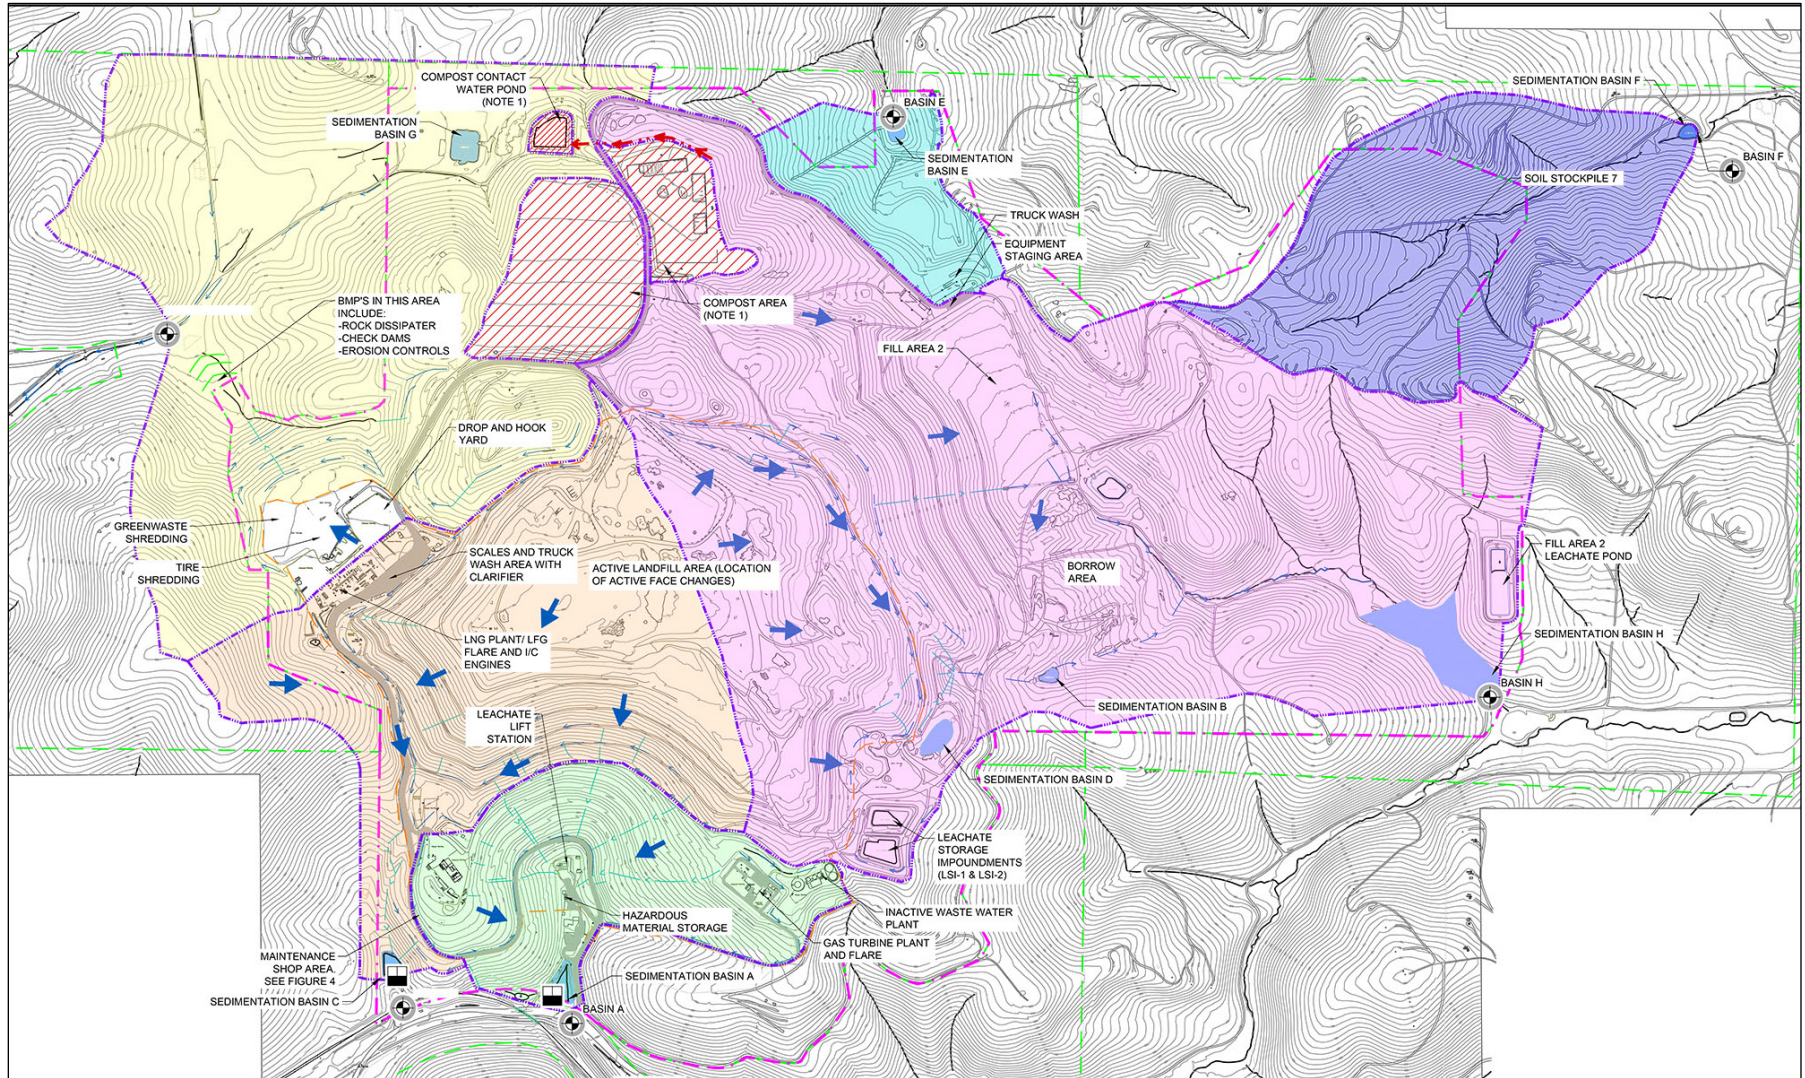 COMPOST CONTACT
WATER POND
(NOTE 1)
SEDIMENTATION
BASIN G
BASIN E
SEDIMENTATION
BASIN E
SEDIMENTATION BASIN F
BASIN F
SOIL STOCKPILE 7
TRUCK WASH
EQUIPMENT
STAGING AREA
BMP'S IN THIS AREA
INCLUDE:
-ROCK DISSIPATER
-CHECK DAMS
-EROSION CONTROLS
COMPOST AREA
(NOTE 1)
FILL AREA 2
DROP AND HOOK
YARD
GREENWASTE
SHREDDING
TIRE
SHREDDING
SCALES AND TRUCK
WASH AREA WITH
CLARIFIER
ACTIVE LANDFILL AREA (LOCATION
OF ACTIVE FACE CHANGES)
BORROW
AREA
FILL AREA 2
LEACHATE POND
LNG PLANT/ LFG
FLARE AND I/C
ENGINES
SEDIMENTATION BASIN H
BASIN H
LEACHATE
LIFT
STATION
SEDIMENTATION BASIN B
SEDIMENTATION BASIN D
LEACHATE
STORAGE
IMPOUNDMENTS
(LSI-1 & LSI-2)
HAZARDOUS
MATERIAL STORAGE
INACTIVE WASTE WATER
PLANT
GAS TURBINE PLANT
AND FLARE
MAINTENANCE
SHOP AREA.
SEE FIGURE 4
SEDIMENTATION BASIN C
SEDIMENTATION BASIN A
BASIN A